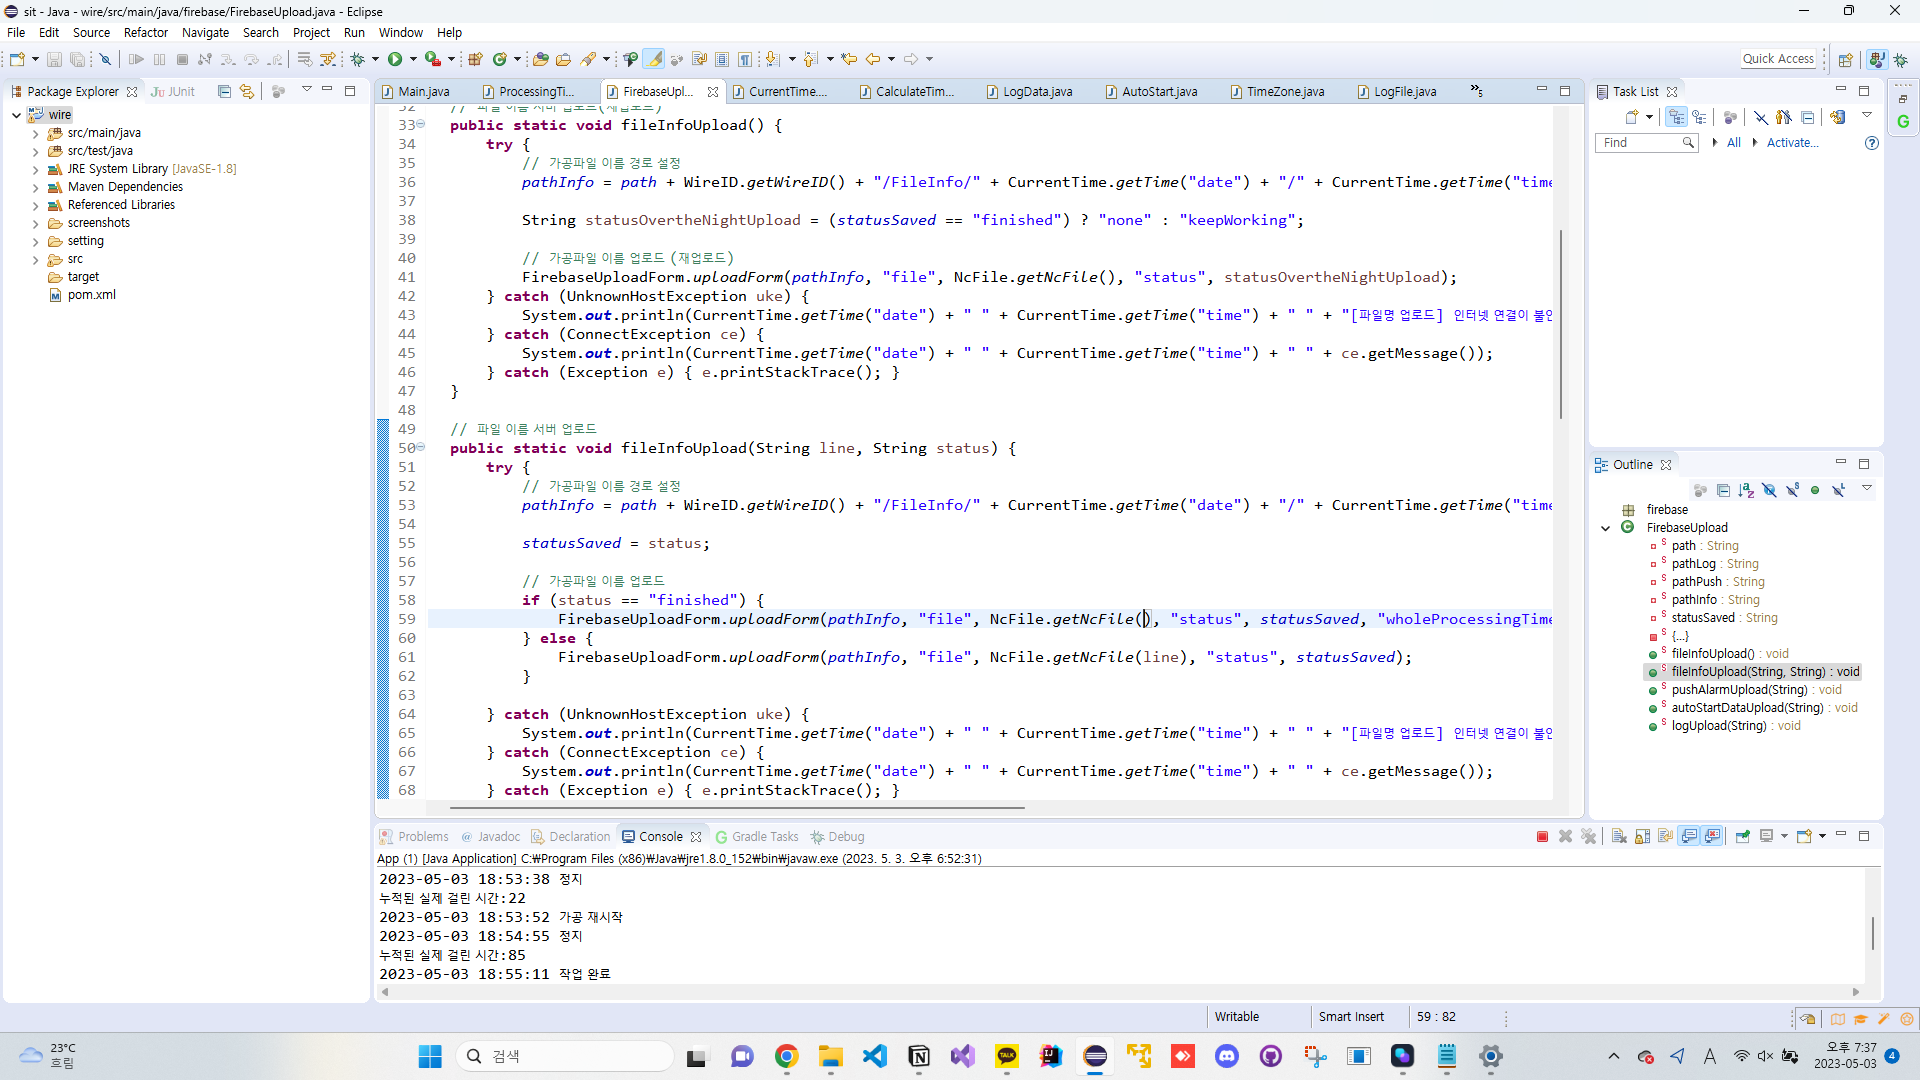 sit - Java - wire/src/main/java/firebase/FirebaseUpload.java - Eclipse
File Edit Source Refactor Navigate Search Project Run Window Help
Quick Access
Package Explorer JUnit
wire
src/main/java
src/test/java
JRE System Library [JavaSE-1.8]
Maven Dependencies
Referenced Libraries
screenshots
setting
src
target
pom.xml
Main.java ProcessingTi... FirebaseUpl... CurrentTime.... CalculateTim... LogData.java AutoStart.java TimeZone.java LogFile.java »5
32 // 파일 이름 서버 업로드(재업로드)
33 public static void fileInfoUpload() {
34 try {
35 // 가공파일 이름 경로 설정
36 pathInfo = path + WireID.getWireID() + "/FileInfo/" + CurrentTime.getTime("date") + "/" + CurrentTime.getTime("time
37
38 String statusOvertheNightUpload = (statusSaved == "finished") ? "none" : "keepWorking";
39
40 // 가공파일 이름 업로드 (재업로드)
41 FirebaseUploadForm.uploadForm(pathInfo, "file", NcFile.getNcFile(), "status", statusOvertheNightUpload);
42 } catch (UnknownHostException uke) {
43 System.out.println(CurrentTime.getTime("date") + " " + CurrentTime.getTime("time") + " " + "[파일명 업로드] 인터넷 연결이 불안
44 } catch (ConnectException ce) {
45 System.out.println(CurrentTime.getTime("date") + " " + CurrentTime.getTime("time") + " " + ce.getMessage());
46 } catch (Exception e) { e.printStackTrace(); }
47 }
48
49 // 파일 이름 서버 업로드
50 public static void fileInfoUpload(String line, String status) {
51 try {
52 // 가공파일 이름 경로 설정
53 pathInfo = path + WireID.getWireID() + "/FileInfo/" + CurrentTime.getTime("date") + "/" + CurrentTime.getTime("time
54
55 statusSaved = status;
56
57 // 가공파일 이름 업로드
58 if (status == "finished") {
59 FirebaseUploadForm.uploadForm(pathInfo, "file", NcFile.getNcFile(), "status", statusSaved, "wholeProcessingTime
60 } else {
61 FirebaseUploadForm.uploadForm(pathInfo, "file", NcFile.getNcFile(line), "status", statusSaved);
62 }
63
64 } catch (UnknownHostException uke) {
65 System.out.println(CurrentTime.getTime("date") + " " + CurrentTime.getTime("time") + " " + "[파일명 업로드] 인터넷 연결이 불안
66 } catch (ConnectException ce) {
67 System.out.println(CurrentTime.getTime("date") + " " + CurrentTime.getTime("time") + " " + ce.getMessage());
68 } catch (Exception e) { e.printStackTrace(); }
Task List
Find All Activate...
Outline
firebase
FirebaseUpload
path : String
pathLog : String
pathPush : String
pathInfo : String
statusSaved : String
{...}
fileInfoUpload() : void
fileInfoUpload(String, String) : void
pushAlarmUpload(String) : void
autoStartDataUpload(String) : void
logUpload(String) : void
Problems Javadoc Declaration Console Gradle Tasks Debug
App (1) [Java Application] C:₩Program Files (x86)₩Java₩jre1.8.0_152₩bin₩javaw.exe (2023. 5. 3. 오후 6:52:31)
2023-05-03 18:53:38 정지
누적된 실제 걸린 시간:22
2023-05-03 18:53:52 가공 재시작
2023-05-03 18:54:55 정지
누적된 실제 걸린 시간:85
2023-05-03 18:55:11 작업 완료
Writable Smart Insert 59 : 82
23°C
흐림
검색
TALK
A
오후 7:37
2023-05-03
4